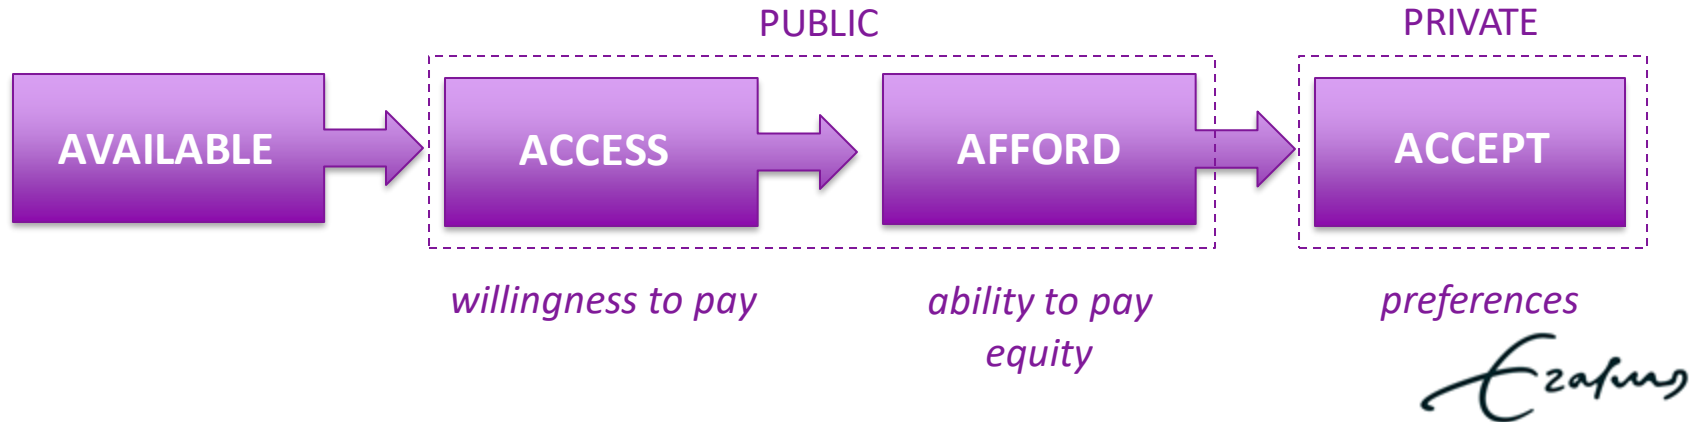 PUBLIC PRIVATE
AVAILABLE ACCESS AFFORD ACCEPT
willingness to pay ability to pay preferences
equity
Erasmus